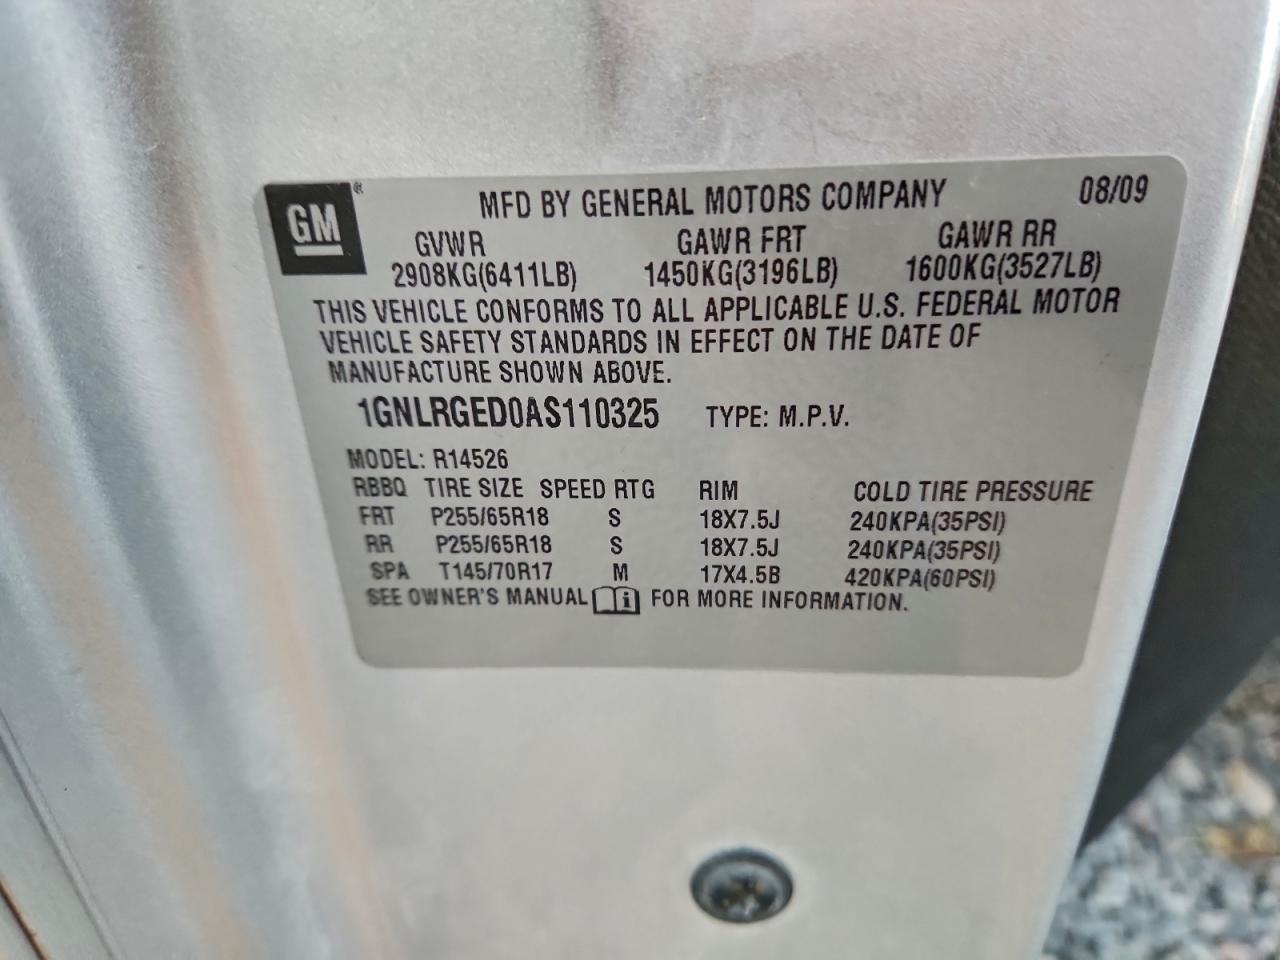 GM®
MFD BY GENERAL MOTORS COMPANY 08/09
GVWR GAWR FRT GAWR RR
2908KG(6411LB) 1450KG(3196LB) 1600KG(3527LB)
THIS VEHICLE CONFORMS TO ALL APPLICABLE U.S. FEDERAL MOTOR
VEHICLE SAFETY STANDARDS IN EFFECT ON THE DATE OF
MANUFACTURE SHOWN ABOVE.
1GNLRGED0AS110325 TYPE: M.P.V.
MODEL: R14526
RBBQ TIRE SIZE SPEED RTG RIM COLD TIRE PRESSURE
FRT P255/65R18 S 18X7.5J 240KPA(35PSI)
RR P255/65R18 S 18X7.5J 240KPA(35PSI)
SPA T145/70R17 M 17X4.5B 420KPA(60PSI)
SEE OWNER'S MANUAL i FOR MORE INFORMATION.